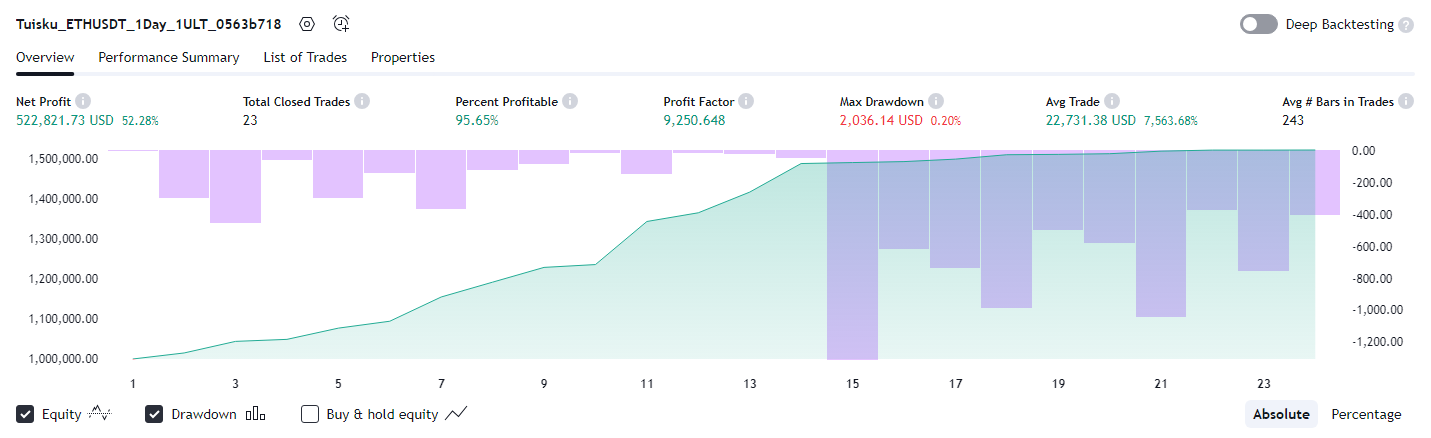 Tuisku_ETHUSDT_1Day_1ULT_0563b718
Deep Backtesting ?
Overview Performance Summary List of Trades Properties
Net Profit Total Closed Trades Percent Profitable Profit Factor Max Drawdown Avg Trade Avg # Bars in Trades
522,821.73 USD 52.28% 23 95.65% 9,250.648 2,036.14 USD 0.20% 22,731.38 USD 7,563.68% 243
1,500,000.00 0.00
1,400,000.00 -200.00
1,300,000.00 -400.00
1,200,000.00 -600.00
1,100,000.00 -800.00
1,000,000.00 -1,000.00
-1,200.00
1 3 5 7 9 11 13 15 17 19 21 23
Equity Drawdown Buy & hold equity Absolute Percentage